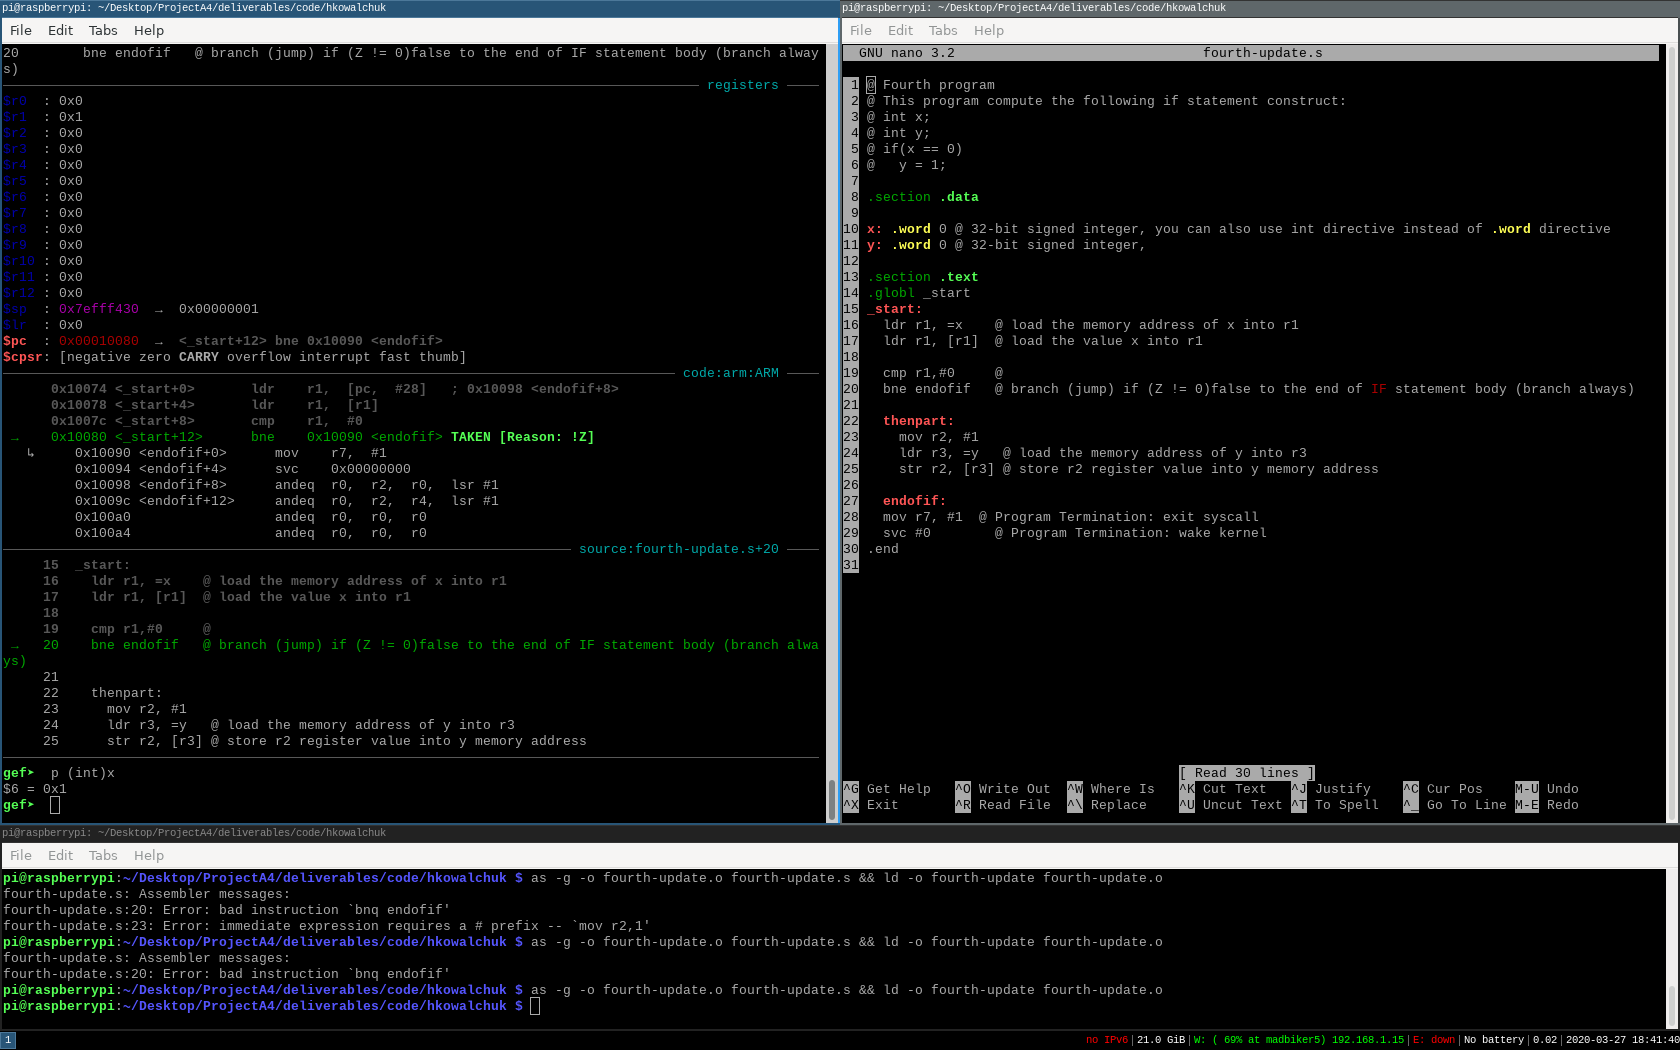 pi@raspberrypi: ~/Desktop/ProjectA4/deliverables/code/hkowalchuk
File Edit Tabs Help
20        bne endofif   @ branch (jump) if (Z != 0)false to the end of IF statement body (branch alway
s)
registers
$r0  : 0x0
$r1  : 0x1
$r2  : 0x0
$r3  : 0x0
$r4  : 0x0
$r5  : 0x0
$r6  : 0x0
$r7  : 0x0
$r8  : 0x0
$r9  : 0x0
$r10 : 0x0
$r11 : 0x0
$r12 : 0x0
$sp  : 0x7efff430  →  0x00000001
$lr  : 0x0
$pc  : 0x00010080  →  <_start+12> bne 0x10090 <endofif>
$cpsr: [negative zero CARRY overflow interrupt fast thumb]
code:arm:ARM
0x10074 <_start+0>       ldr    r1,  [pc,  #28]   ; 0x10098 <endofif+8>
0x10078 <_start+4>       ldr    r1,  [r1]
0x1007c <_start+8>       cmp    r1,  #0
→    0x10080 <_start+12>      bne    0x10090 <endofif> TAKEN [Reason: !Z]
↳     0x10090 <endofif+0>      mov    r7,  #1
0x10094 <endofif+4>      svc    0x00000000
0x10098 <endofif+8>      andeq  r0,  r2,  r0,  lsr #1
0x1009c <endofif+12>     andeq  r0,  r2,  r4,  lsr #1
0x100a0                  andeq  r0,  r0,  r0
0x100a4                  andeq  r0,  r0,  r0
source:fourth-update.s+20
15  _start:
16    ldr r1, =x    @ load the memory address of x into r1
17    ldr r1, [r1]  @ load the value x into r1
18
19    cmp r1,#0     @
→   20    bne endofif   @ branch (jump) if (Z != 0)false to the end of IF statement body (branch alwa
ys)
21
22    thenpart:
23      mov r2, #1
24      ldr r3, =y   @ load the memory address of y into r3
25      str r2, [r3] @ store r2 register value into y memory address
gef➤  p (int)x
$6 = 0x1
gef➤
pi@raspberrypi: ~/Desktop/ProjectA4/deliverables/code/hkowalchuk
File Edit Tabs Help
GNU nano 3.2                               fourth-update.s
1 @ Fourth program
2 @ This program compute the following if statement construct:
3 @ int x;
4 @ int y;
5 @ if(x == 0)
6 @   y = 1;
7
8 .section .data
9
10 x: .word 0 @ 32-bit signed integer, you can also use int directive instead of .word directive
11 y: .word 0 @ 32-bit signed integer,
12
13 .section .text
14 .globl _start
15 _start:
16   ldr r1, =x    @ load the memory address of x into r1
17   ldr r1, [r1]  @ load the value x into r1
18
19   cmp r1,#0     @
20   bne endofif   @ branch (jump) if (Z != 0)false to the end of IF statement body (branch always)
21
22   thenpart:
23     mov r2, #1
24     ldr r3, =y   @ load the memory address of y into r3
25     str r2, [r3] @ store r2 register value into y memory address
26
27   endofif:
28   mov r7, #1  @ Program Termination: exit syscall
29   svc #0        @ Program Termination: wake kernel
30 .end
31
[ Read 30 lines ]
^G Get Help   ^O Write Out  ^W Where Is   ^K Cut Text   ^J Justify    ^C Cur Pos    M-U Undo
^X Exit       ^R Read File  ^\ Replace    ^U Uncut Text ^T To Spell   ^_ Go To Line M-E Redo
pi@raspberrypi: ~/Desktop/ProjectA4/deliverables/code/hkowalchuk
File Edit Tabs Help
pi@raspberrypi:~/Desktop/ProjectA4/deliverables/code/hkowalchuk $ as -g -o fourth-update.o fourth-update.s && ld -o fourth-update fourth-update.o
fourth-update.s: Assembler messages:
fourth-update.s:20: Error: bad instruction `bnq endofif'
fourth-update.s:23: Error: immediate expression requires a # prefix -- `mov r2,1'
pi@raspberrypi:~/Desktop/ProjectA4/deliverables/code/hkowalchuk $ as -g -o fourth-update.o fourth-update.s && ld -o fourth-update fourth-update.o
fourth-update.s: Assembler messages:
fourth-update.s:20: Error: bad instruction `bnq endofif'
pi@raspberrypi:~/Desktop/ProjectA4/deliverables/code/hkowalchuk $ as -g -o fourth-update.o fourth-update.s && ld -o fourth-update fourth-update.o
pi@raspberrypi:~/Desktop/ProjectA4/deliverables/code/hkowalchuk $
1
no IPv6|21.0 GiB|W: ( 69% at madbiker5) 192.168.1.15|E: down|No battery|0.02|2020-03-27 18:41:40